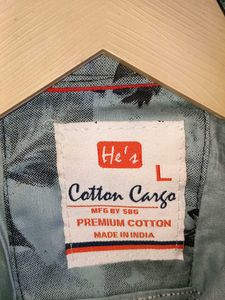 He's
L
Cotton Cargo
MFG BY SBG
PREMIUM COTTON
MADE IN INDIA